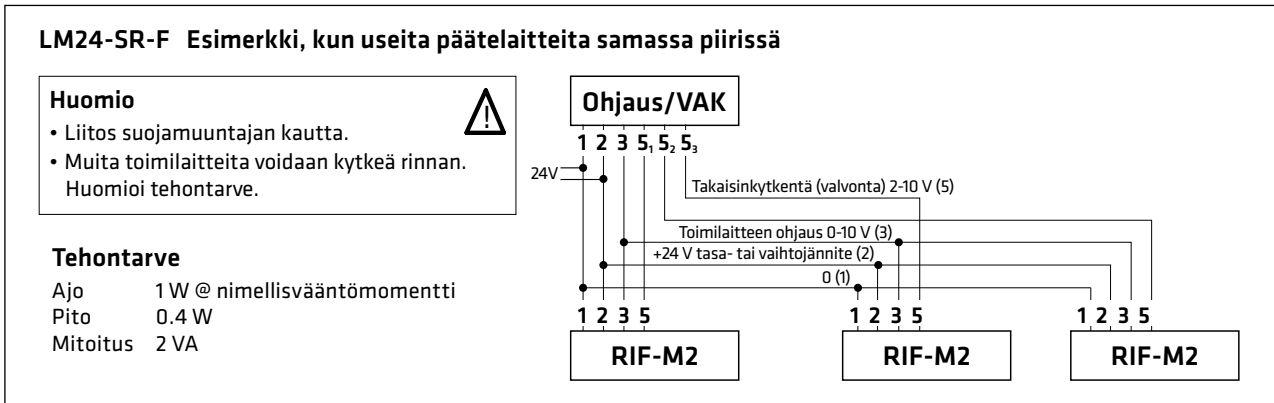 LM24-SR-F Esimerkki, kun useita päätelaitteita samassa piirissä
Huomio
• Liitos suojamuuntajan kautta.
• Muita toimilaitteita voidaan kytkeä rinnan.
Huomioi tehontarve.
Tehontarve
Ajo 1 W @ nimellisvääntömomentti
Pito 0.4 W
Mitoitus 2 VA
Ohjaus/VAK
1 2 3 5₁ 5₂ 5₃
24V
Takaisinkytkentä (valvonta) 2-10 V (5)
Toimilaitteen ohjaus 0-10 V (3)
+24 V tasa- tai vaihtojännite (2)
0 (1)
1 2 3 5
RIF-M2
1 2 3 5
RIF-M2
1 2 3 5
RIF-M2